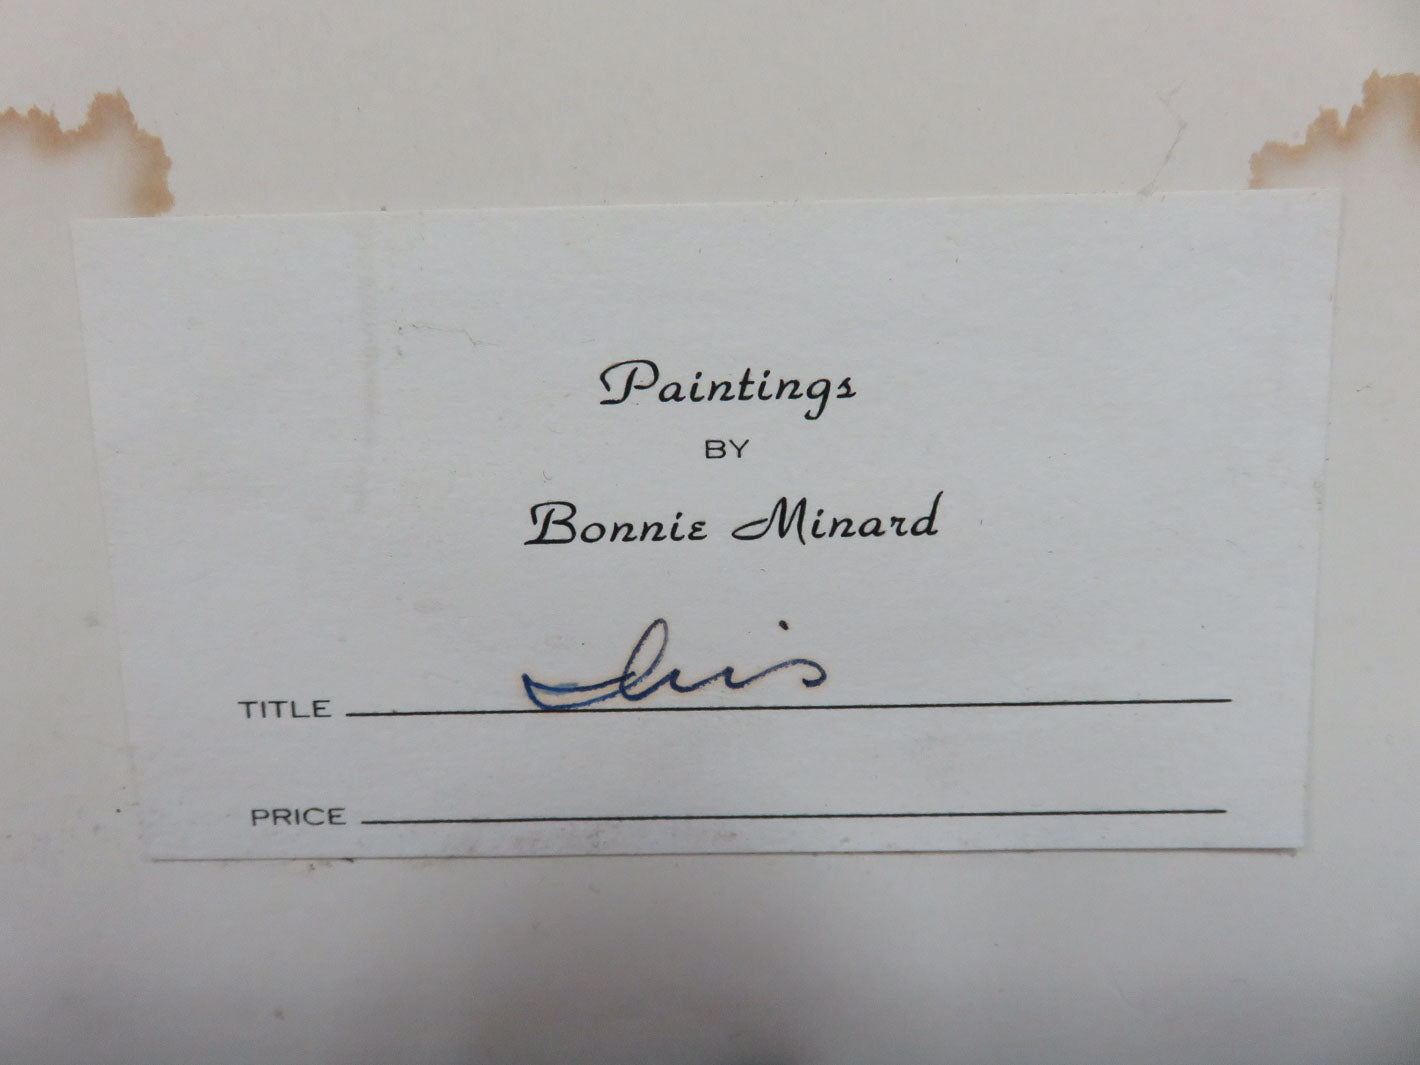 Paintings
BY
Bonnie Minard
TITLE Iris
PRICE